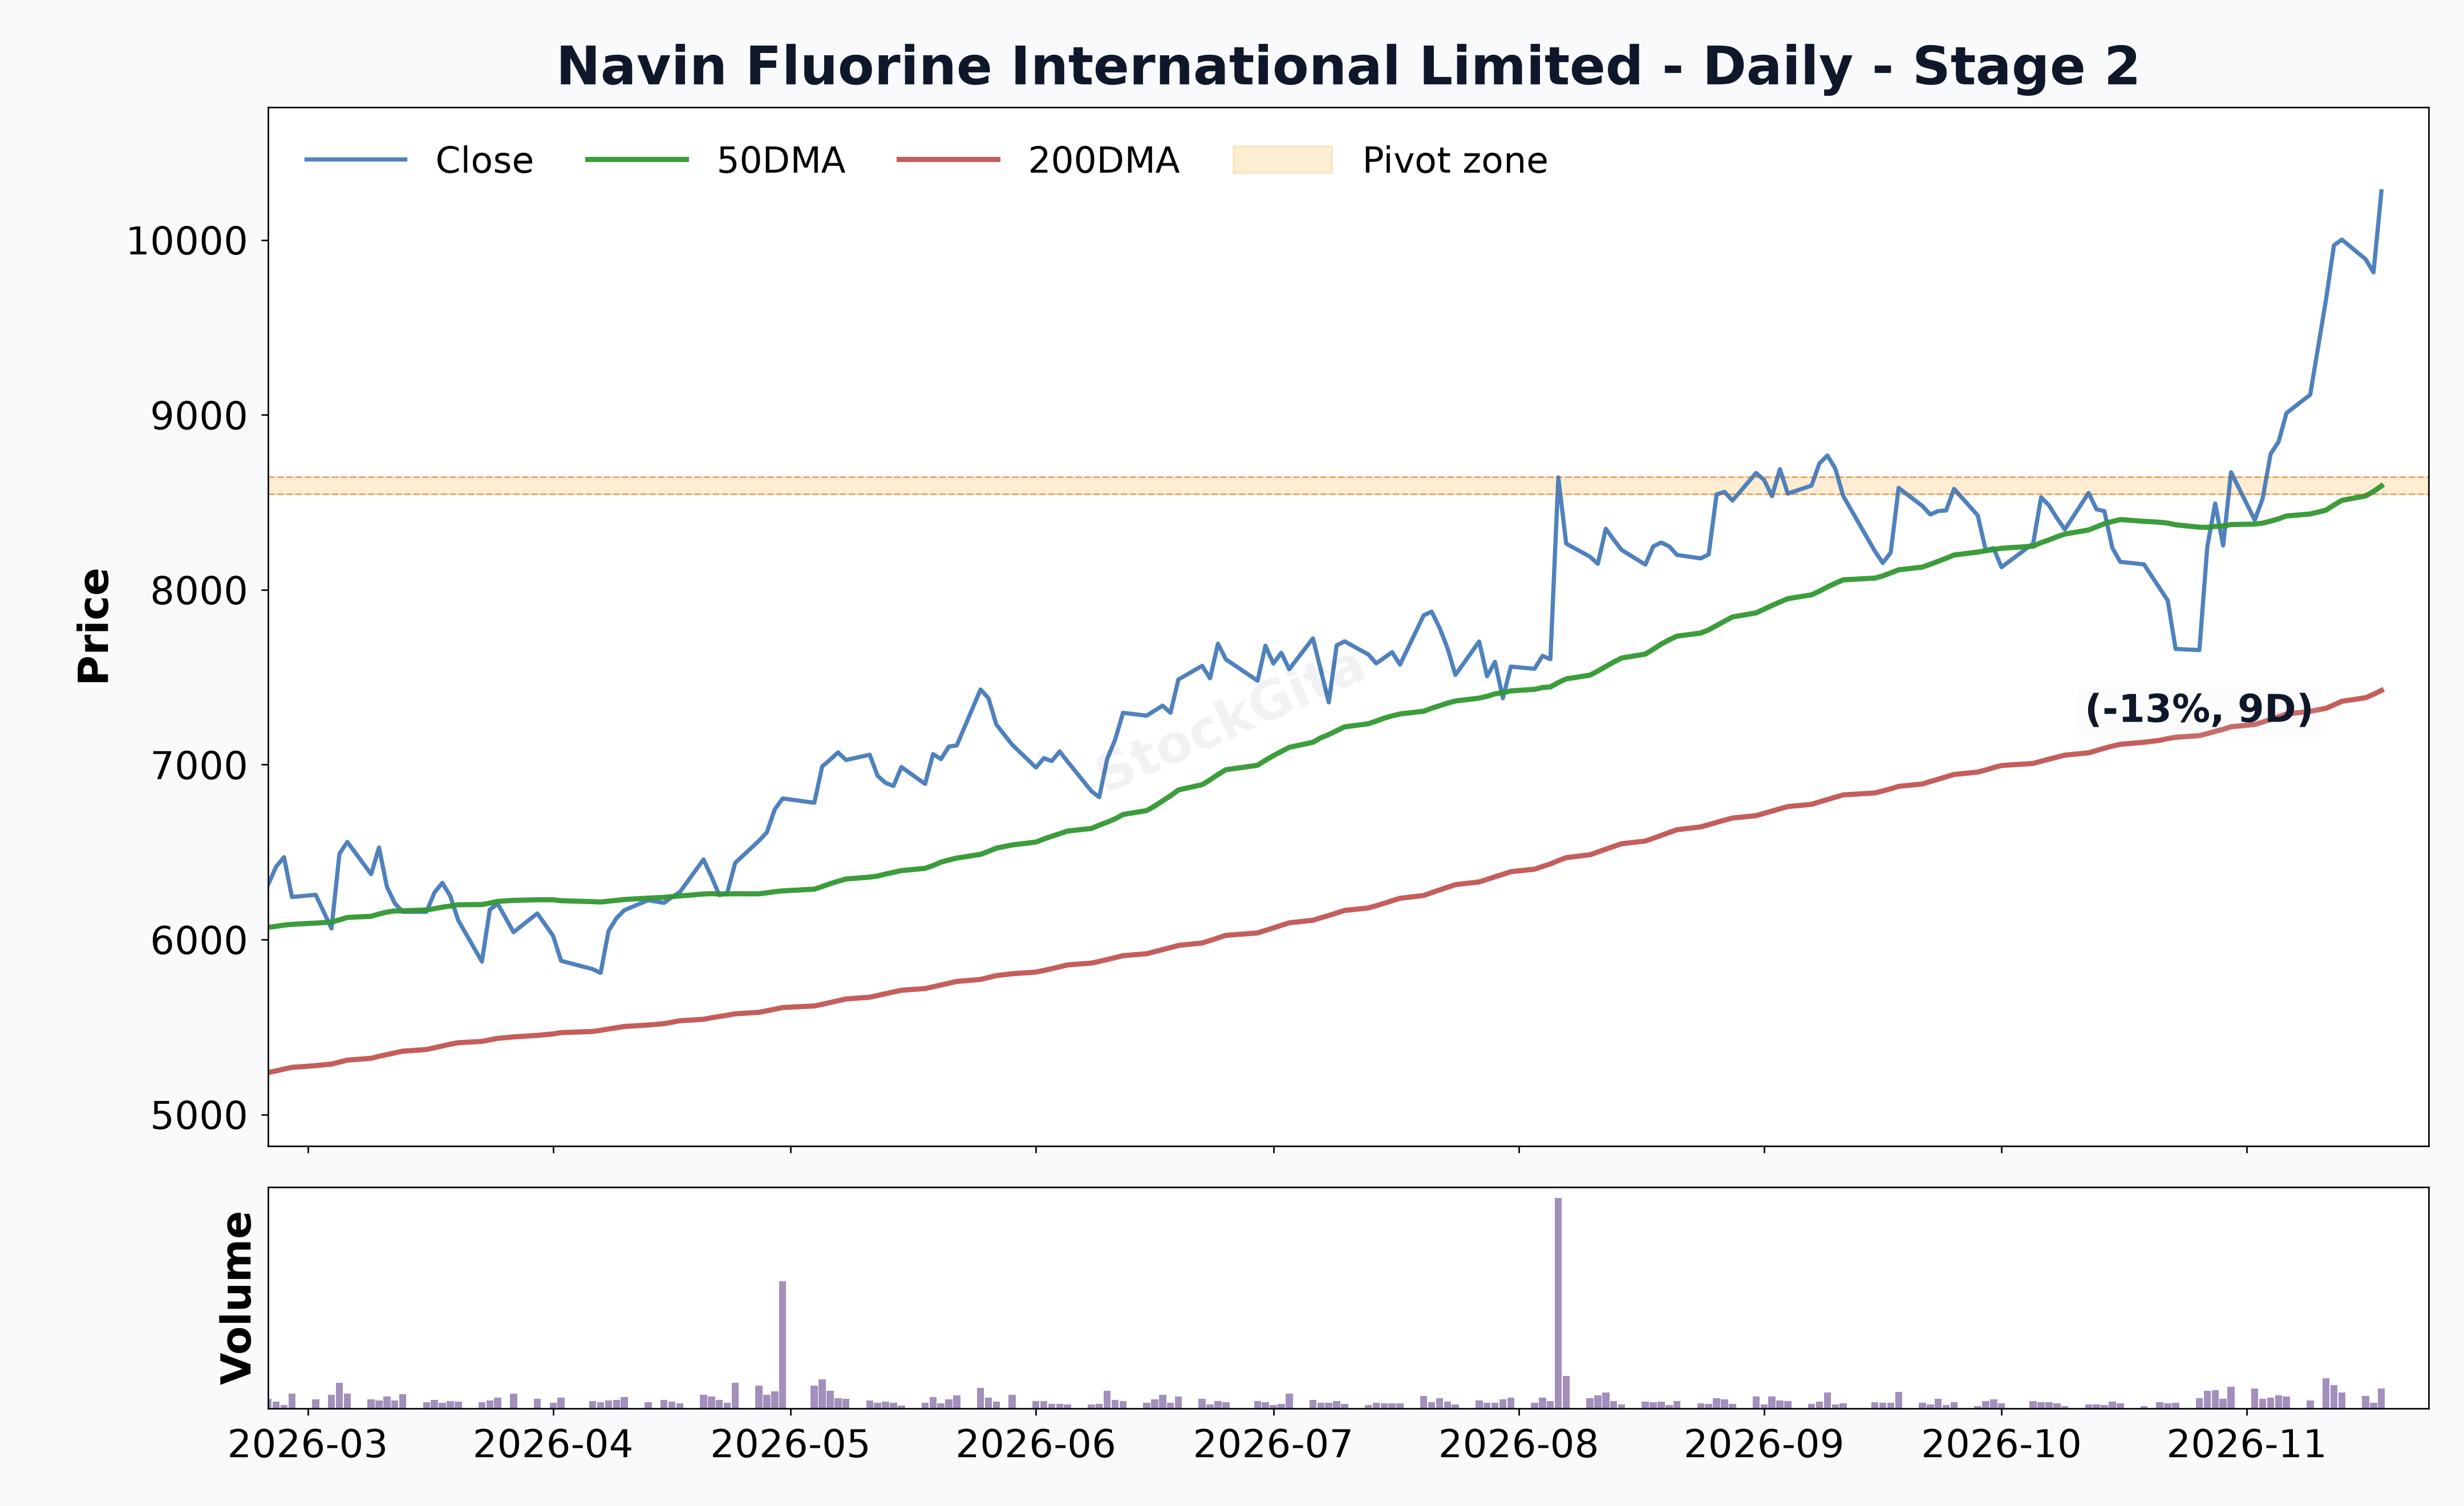 Navin Fluorine International Limited - Daily - Stage 2
Close 50DMA 200DMA Pivot zone
10000
9000
8000
7000
6000
5000
Price
StockGita
(-13%, 9D)
Volume
2026-03 2026-04 2026-05 2026-06 2026-07 2026-08 2026-09 2026-10 2026-11